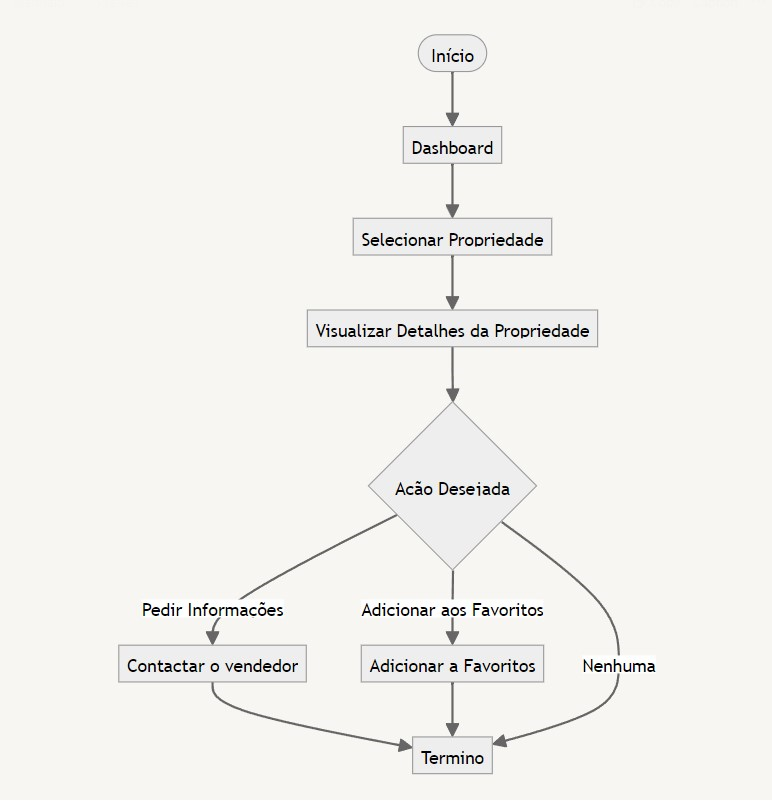 Início
Dashboard
Selecionar Propriedade
Visualizar Detalhes da Propriedade
Acão Desejada
Pedir Informações
Adicionar aos Favoritos
Contactar o vendedor
Adicionar a Favoritos
Nenhuma
Termino